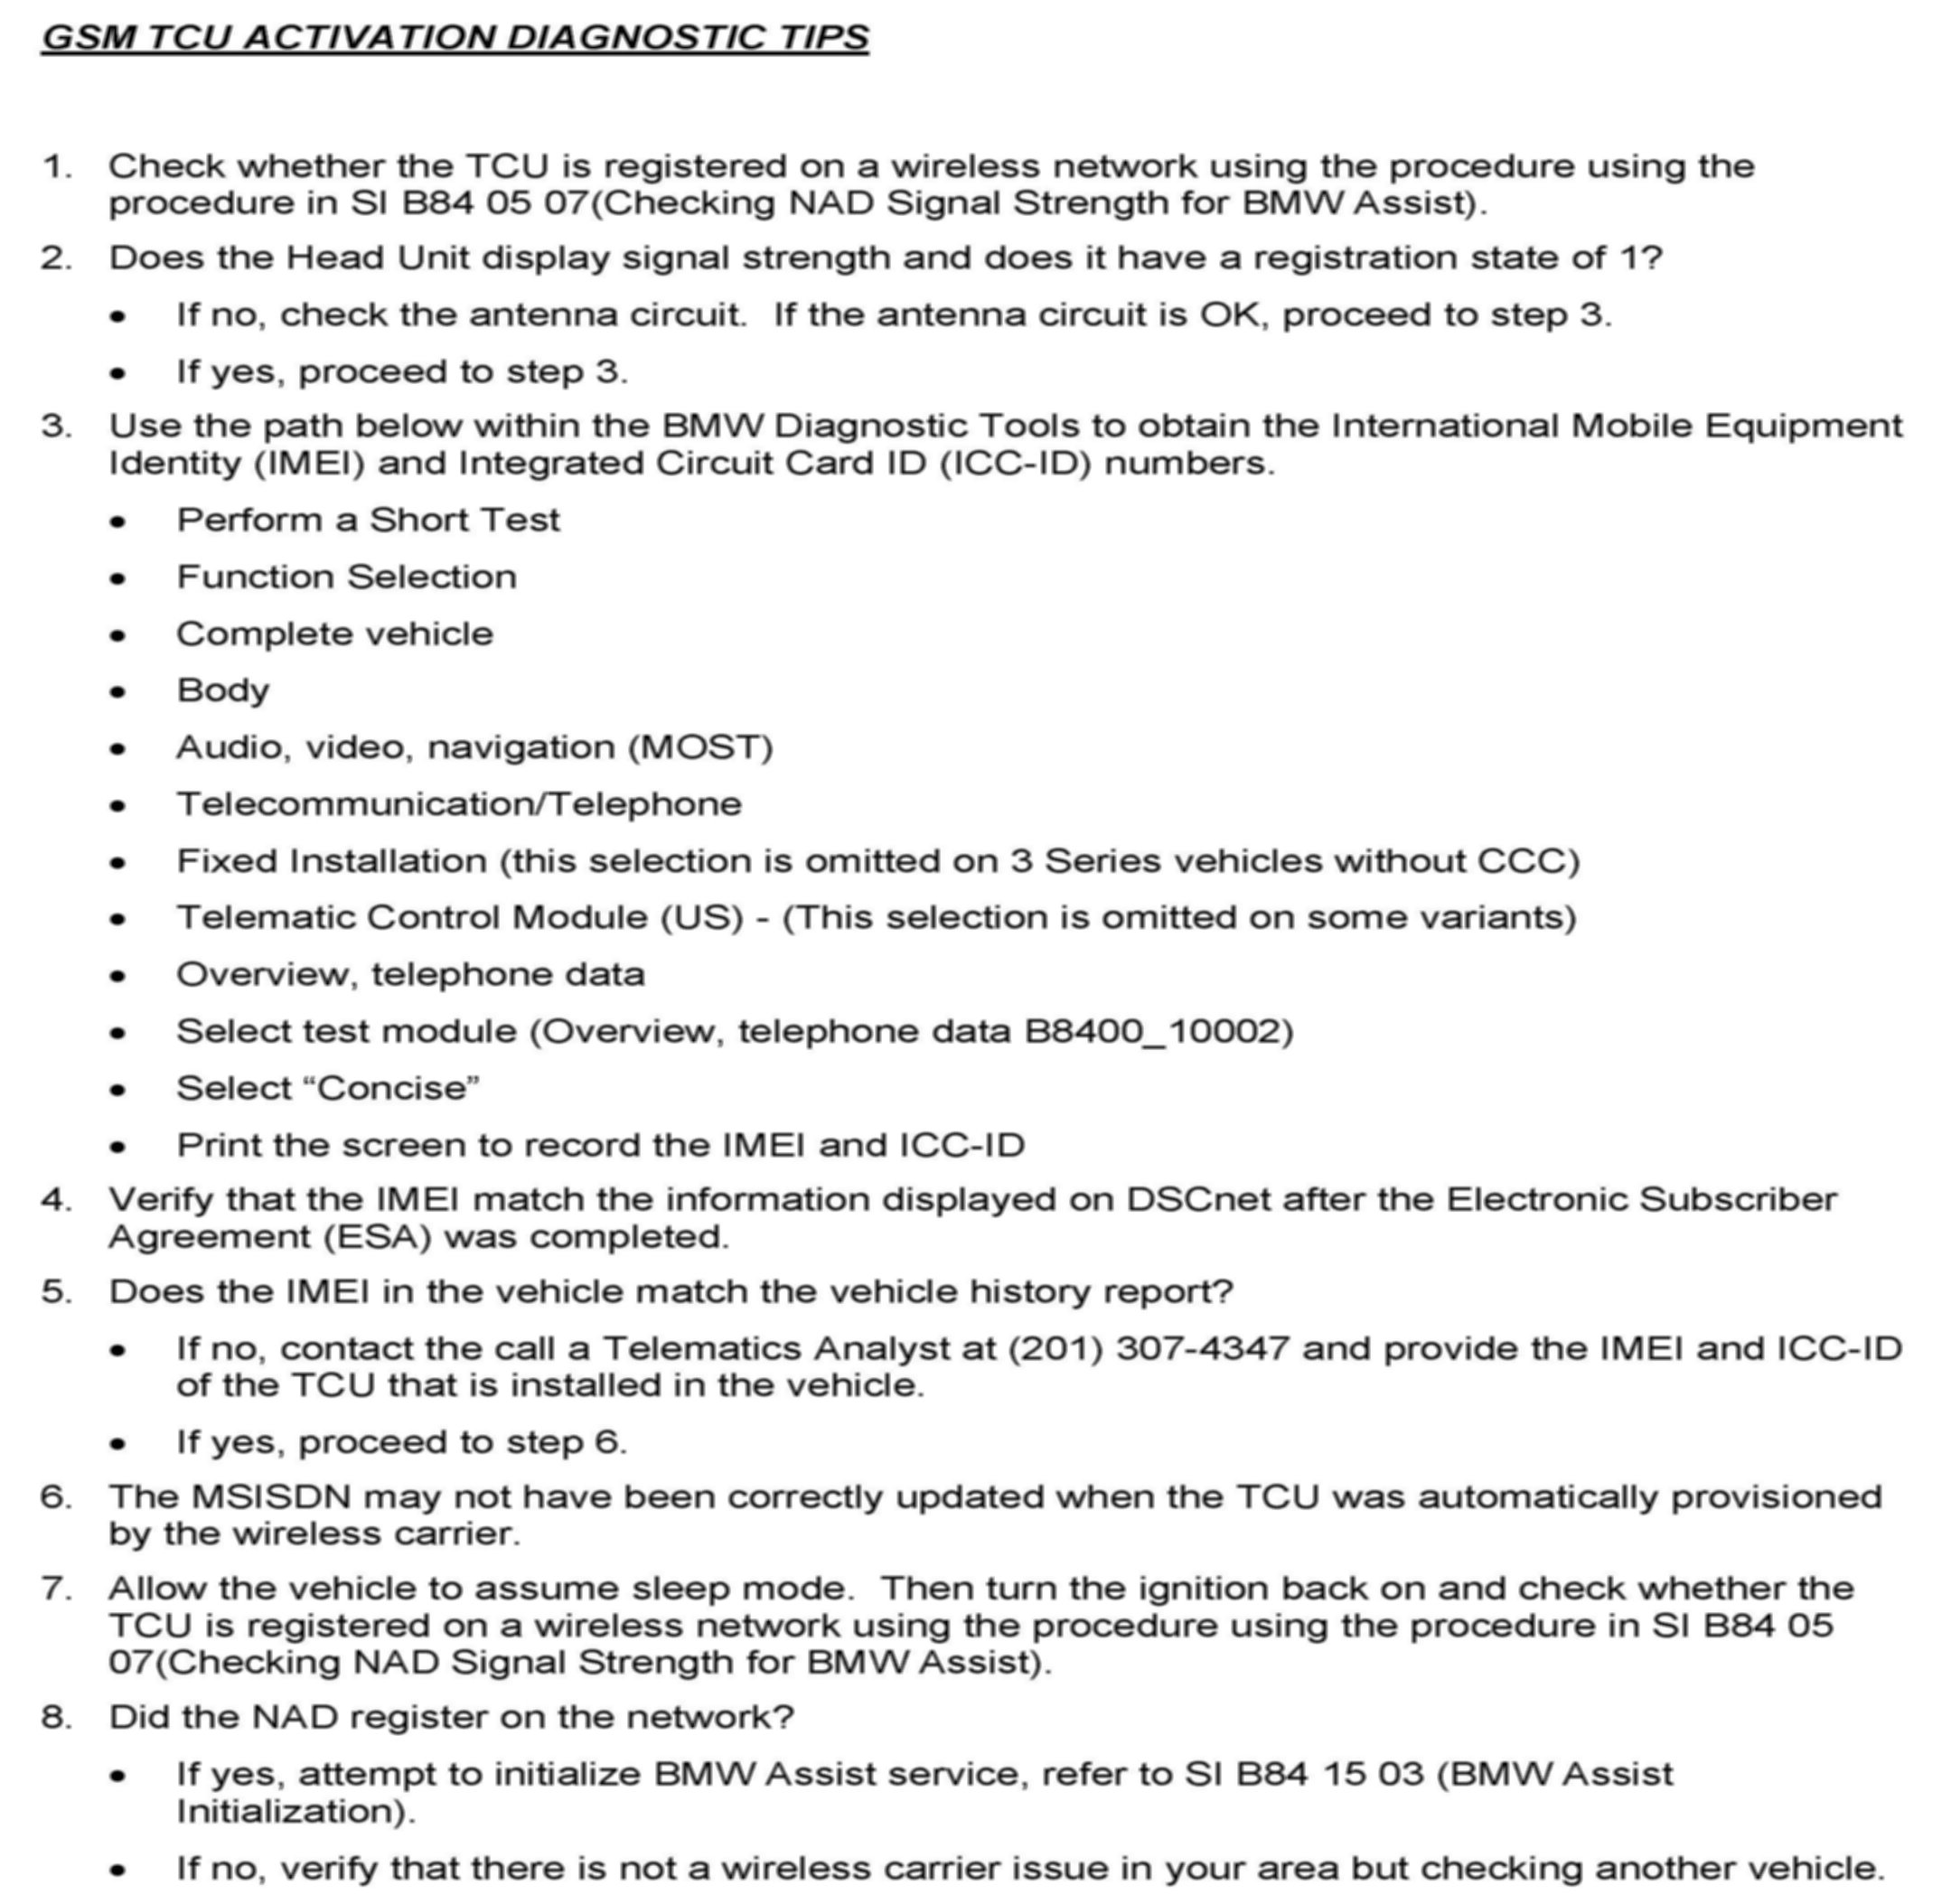 GSM TCU ACTIVATION DIAGNOSTIC TIPS
1. Check whether the TCU is registered on a wireless network using the procedure using the
procedure in SI B84 05 07(Checking NAD Signal Strength for BMW Assist).
2. Does the Head Unit display signal strength and does it have a registration state of 1?
• If no, check the antenna circuit.  If the antenna circuit is OK, proceed to step 3.
• If yes, proceed to step 3.
3. Use the path below within the BMW Diagnostic Tools to obtain the International Mobile Equipment
Identity (IMEI) and Integrated Circuit Card ID (ICC-ID) numbers.
• Perform a Short Test
• Function Selection
• Complete vehicle
• Body
• Audio, video, navigation (MOST)
• Telecommunication/Telephone
• Fixed Installation (this selection is omitted on 3 Series vehicles without CCC)
• Telematic Control Module (US) - (This selection is omitted on some variants)
• Overview, telephone data
• Select test module (Overview, telephone data B8400_10002)
• Select “Concise”
• Print the screen to record the IMEI and ICC-ID
4. Verify that the IMEI match the information displayed on DSCnet after the Electronic Subscriber
Agreement (ESA) was completed.
5. Does the IMEI in the vehicle match the vehicle history report?
• If no, contact the call a Telematics Analyst at (201) 307-4347 and provide the IMEI and ICC-ID
of the TCU that is installed in the vehicle.
• If yes, proceed to step 6.
6. The MSISDN may not have been correctly updated when the TCU was automatically provisioned
by the wireless carrier.
7. Allow the vehicle to assume sleep mode.  Then turn the ignition back on and check whether the
TCU is registered on a wireless network using the procedure using the procedure in SI B84 05
07(Checking NAD Signal Strength for BMW Assist).
8. Did the NAD register on the network?
• If yes, attempt to initialize BMW Assist service, refer to SI B84 15 03 (BMW Assist
Initialization).
• If no, verify that there is not a wireless carrier issue in your area but checking another vehicle.